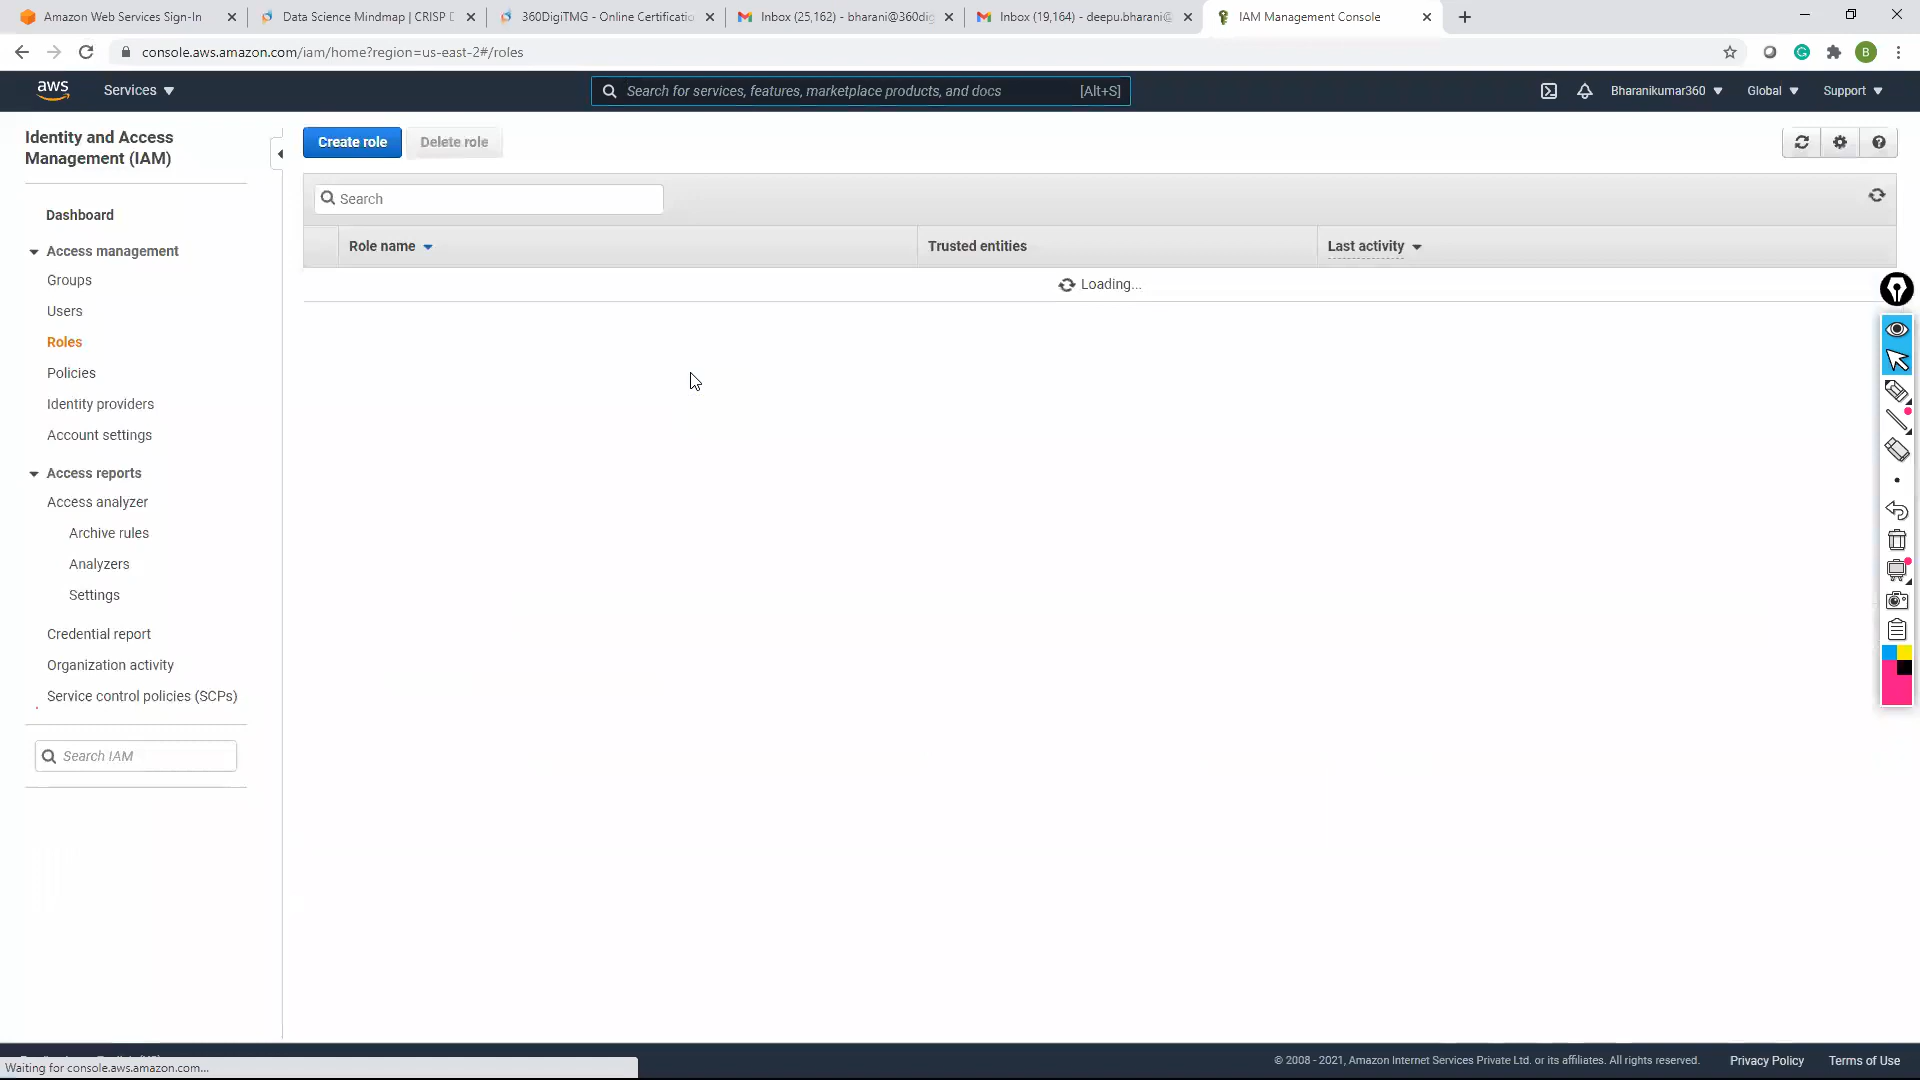 Amazon Web Services Sign-In
Data Science Mindmap | CRISP D
360DigiTMG - Online Certificatio
Inbox (25,162) - bharani@360dig
Inbox (19,164) - deepu.bharani@
IAM Management Console
console.aws.amazon.com/iam/home?region=us-east-2#/roles
B
aws
Services
Search for services, features, marketplace products, and docs
[Alt+S]
Bharanikumar360
Global
Support
Identity and Access
Management (IAM)
Dashboard
Access management
Groups
Users
Roles
Policies
Identity providers
Account settings
Access reports
Access analyzer
Archive rules
Analyzers
Settings
Credential report
Organization activity
Service control policies (SCPs)
Search IAM
Create role
Delete role
Search
Role name
Trusted entities
Last activity
Loading...
Waiting for console.aws.amazon.com...
© 2008 - 2021, Amazon Internet Services Private Ltd. or its affiliates. All rights reserved.
Privacy Policy
Terms of Use